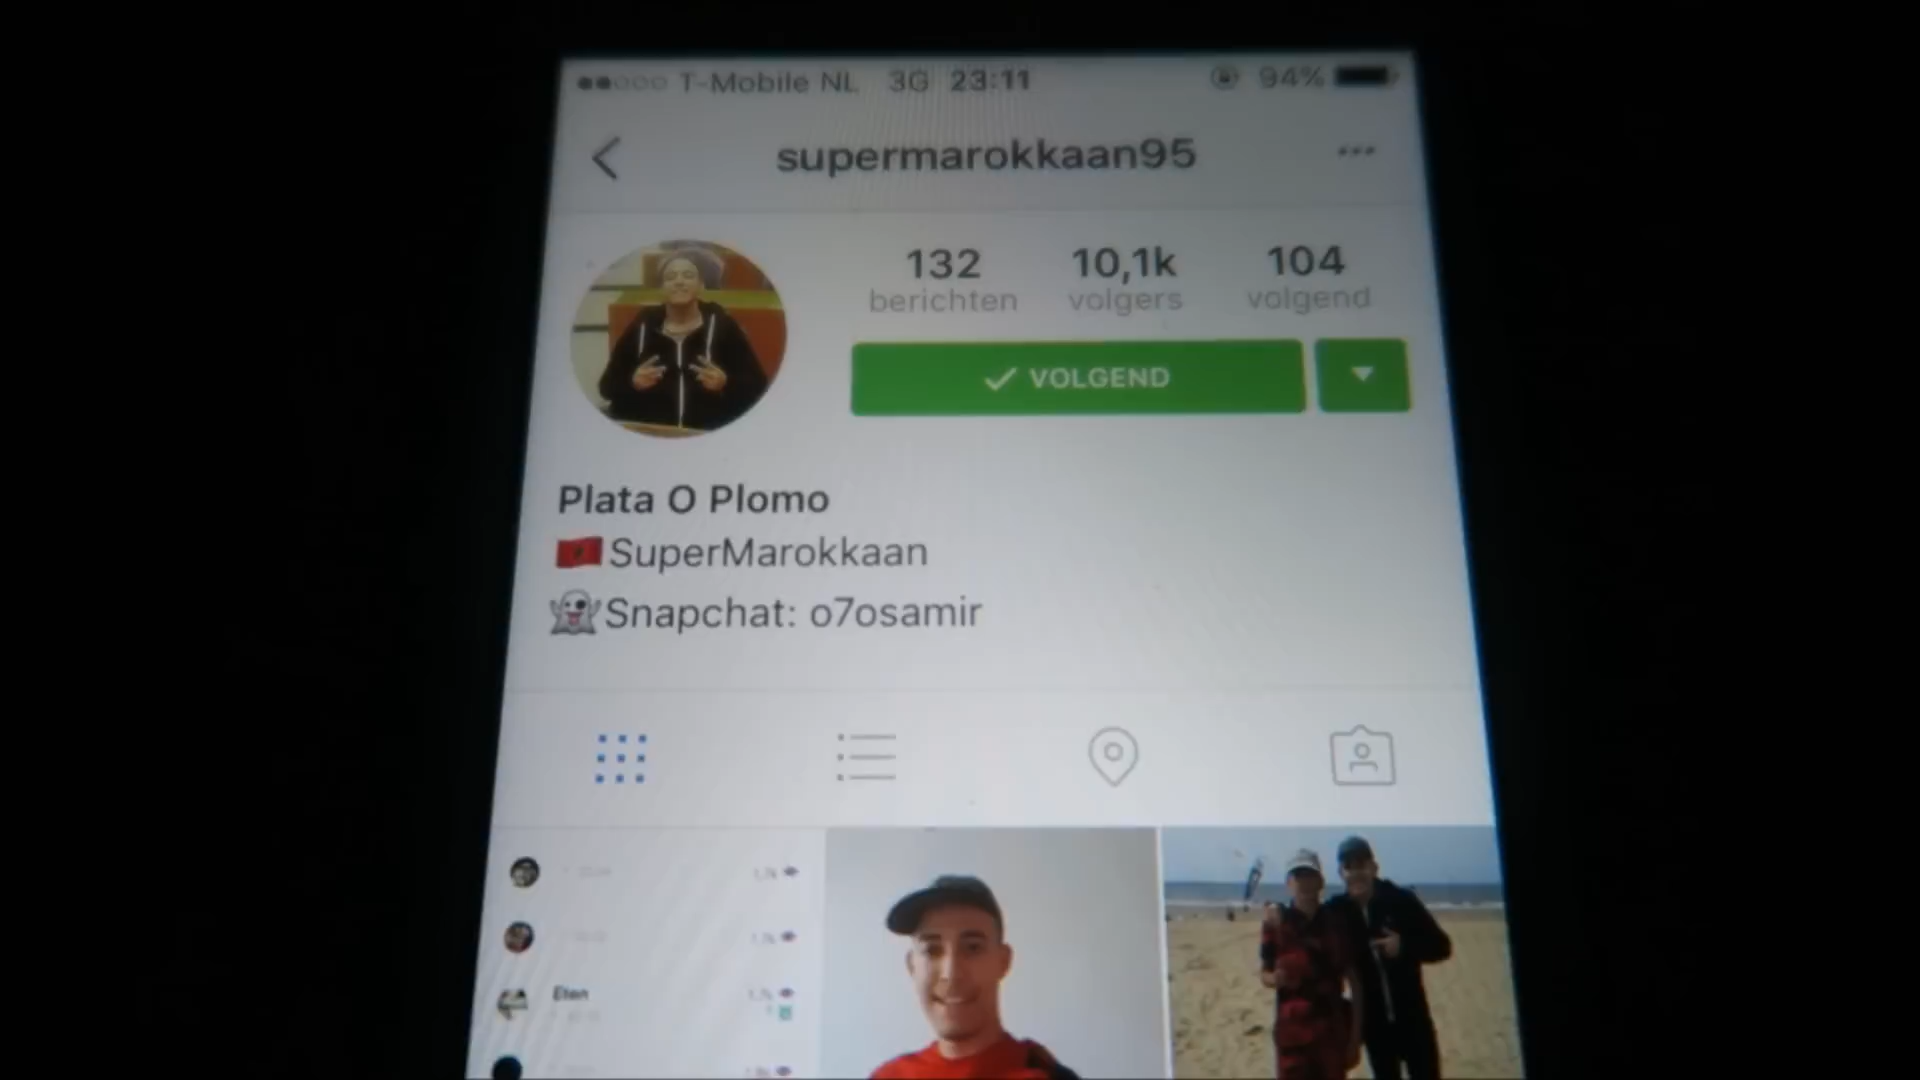 T-Mobile NL 3G 23:11 94%
supermarokkaan95
132 10,1k 104
berichten volgers volgend
VOLGEND
Plata O Plomo
SuperMarokkaan
Snapchat: o7osamir
Eten